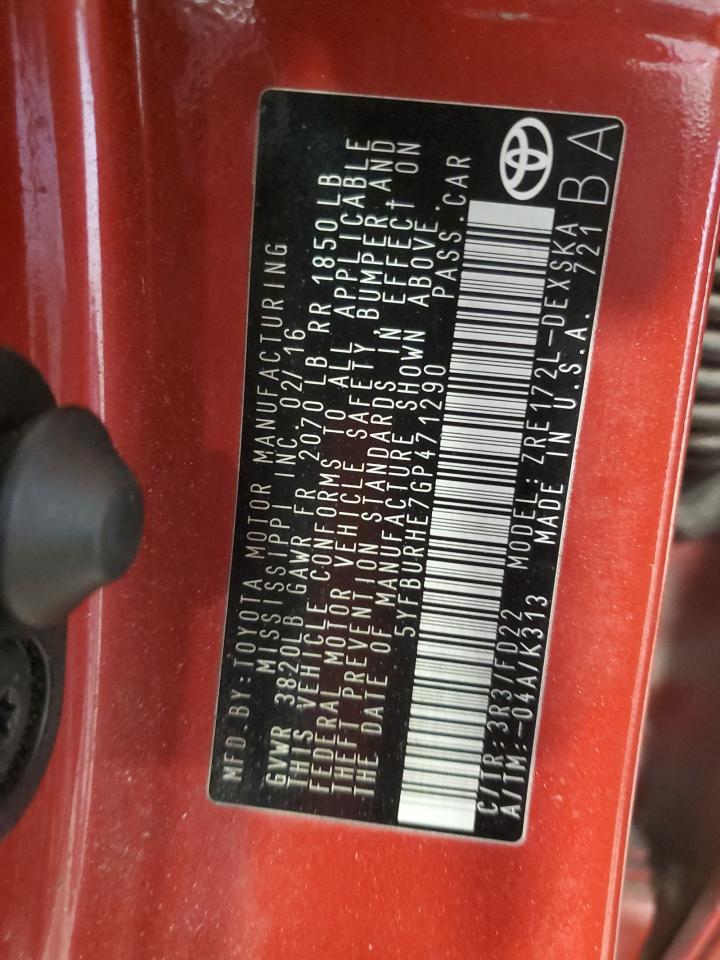 MFD BY: TOYOTA MOTOR MANUFACTURING
MISSISSIPPI INC 02/16
GVWR 3820LB GAWR FR 2070 LB RR 1850 LB
THIS VEHICLE CONFORMS TO ALL APPLICABLE
FEDERAL MOTOR VEHICLE SAFETY, BUMPER, AND
THEFT PREVENTION STANDARDS IN EFFECT ON
THE DATE OF MANUFACTURE SHOWN ABOVE.
5YFBURHE7GP471290 PASS.CAR
C/TR:3R3/FD22 MODEL: ZRE172L-DEXSKA
A/TM:-04A/K313 MADE IN U.S.A. 721
BA